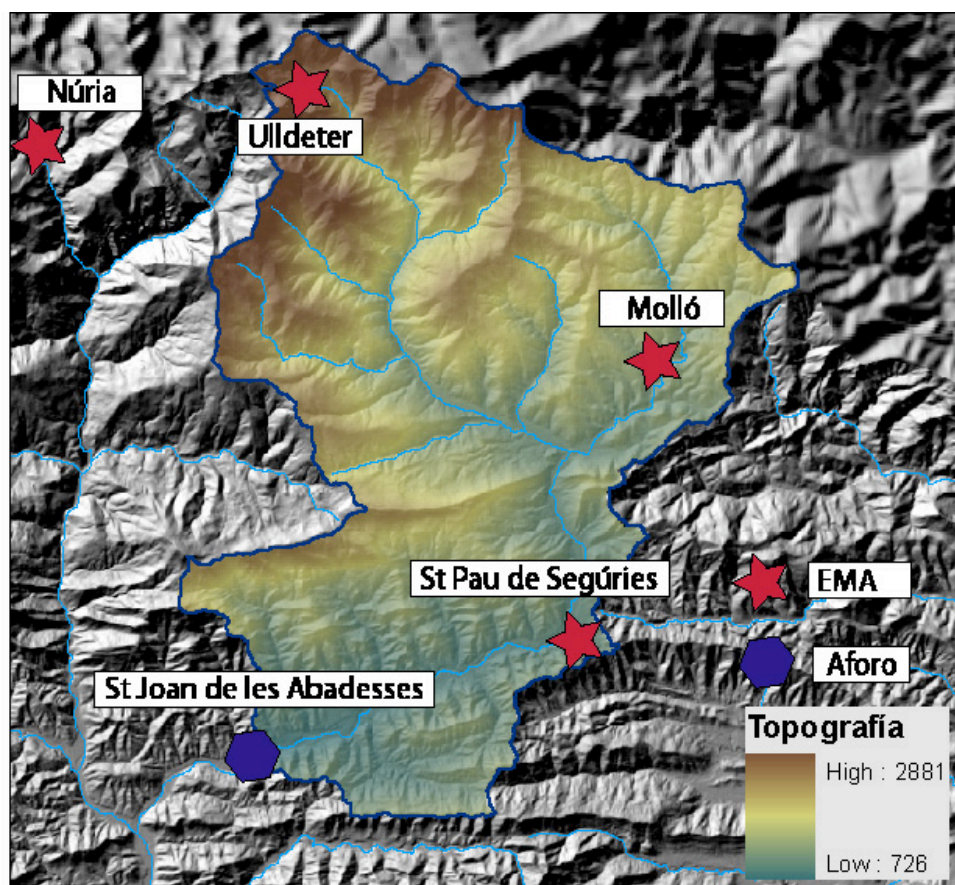 Núria
Ulldeter
Molló
St Pau de Segúries
EMA
St Joan de les Abadesses
Aforo
Topografía
High : 2881
Low : 726